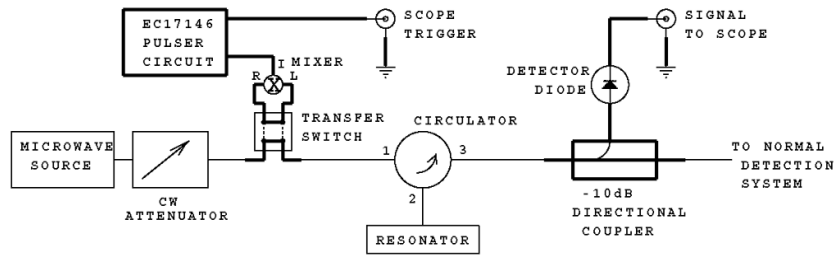 EC17146
PULSER
CIRCUIT
SCOPE
TRIGGER
I MIXER
R L
TRANSFER
SWITCH
CIRCULATOR
SIGNAL
TO SCOPE
DETECTOR
DIODE
MICROWAVE
SOURCE
CW
ATTENUATOR
1
3
2
RESONATOR
-10dB
DIRECTIONAL
COUPLER
TO NORMAL
DETECTION
SYSTEM